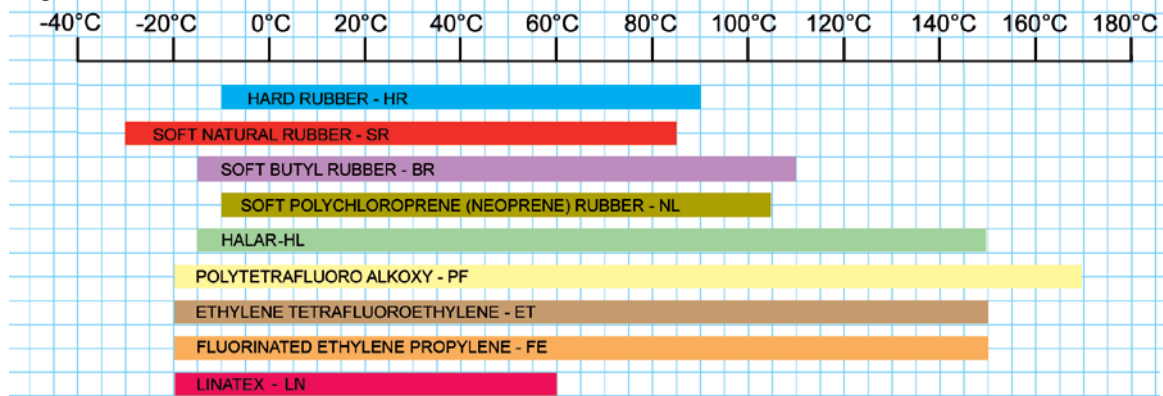 -40°C -20°C 0°C 20°C 40°C 60°C 80°C 100°C 120°C 140°C 160°C 180°C
HARD RUBBER - HR
SOFT NATURAL RUBBER - SR
SOFT BUTYL RUBBER - BR
SOFT POLYCHLOROPRENE (NEOPRENE) RUBBER - NL
HALAR-HL
POLYTETRAFLUORO ALKOXY - PF
ETHYLENE TETRAFLUOROETHYLENE - ET
FLUORINATED ETHYLENE PROPYLENE - FE
LINATEX - LN